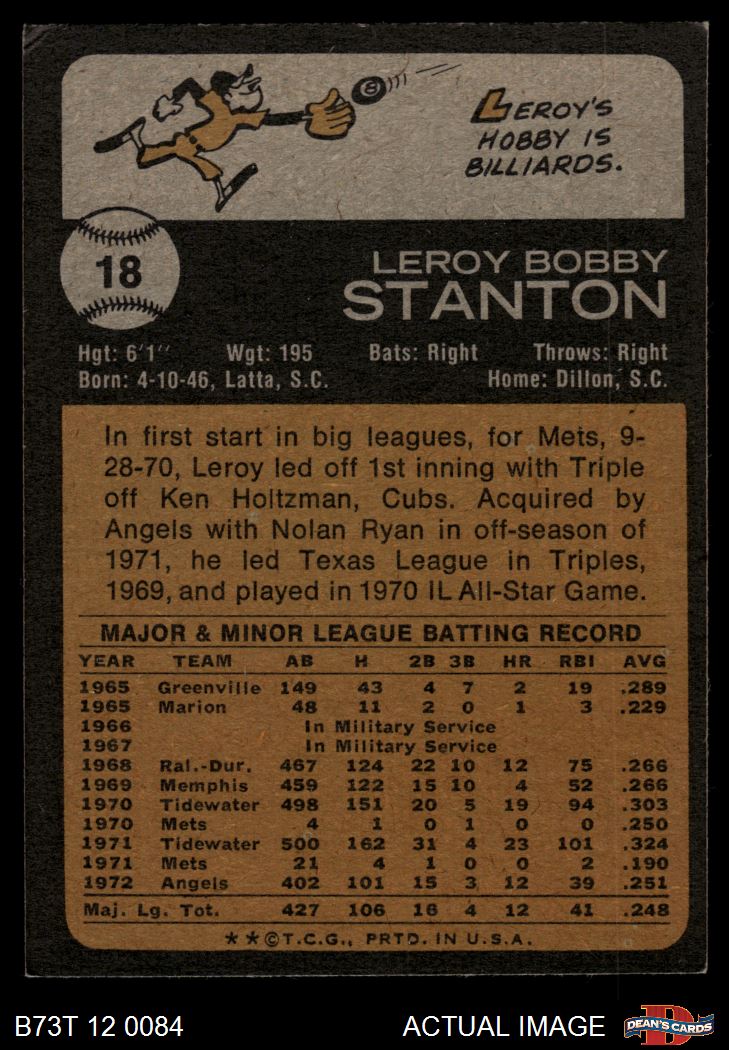 8
LEROY'S
HOBBY IS
BILLIARDS.
18
LEROY BOBBY
STANTON
Hgt: 6'1" Wgt: 195 Bats: Right Throws: Right
Born: 4-10-46, Latta, S.C. Home: Dillon, S.C.
In first start in big leagues, for Mets, 9-
28-70, Leroy led off 1st inning with Triple
off Ken Holtzman, Cubs. Acquired by
Angels with Nolan Ryan in off-season of
1971, he led Texas League in Triples,
1969, and played in 1970 IL All-Star Game.
MAJOR & MINOR LEAGUE BATTING RECORD
YEAR TEAM AB H 2B 3B HR RBI AVG
1965 Greenville 149 43 4 7 2 19 .289
1965 Marion 48 11 2 0 1 3 .229
1966 In Military Service
1967 In Military Service
1968 Ral.-Dur. 467 124 22 10 12 75 .266
1969 Memphis 459 122 15 10 4 52 .266
1970 Tidewater 498 151 20 5 19 94 .303
1970 Mets 4 1 0 1 0 0 .250
1971 Tidewater 500 162 31 4 23 101 .324
1971 Mets 21 4 1 0 0 2 .190
1972 Angels 402 101 15 3 12 39 .251
Maj. Lg. Tot. 427 106 16 4 12 41 .248
**©T.C.G., PRTD. IN U.S.A.
B73T 12 0084 ACTUAL IMAGE D DEAN'S CARDS